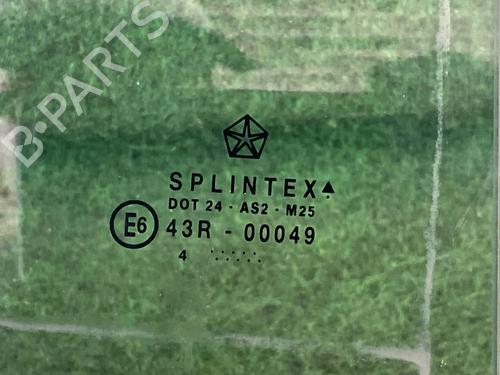 B-PARTS
SPLINTEX
DOT 24 - AS2 - M25
E6 43R - 00049
4